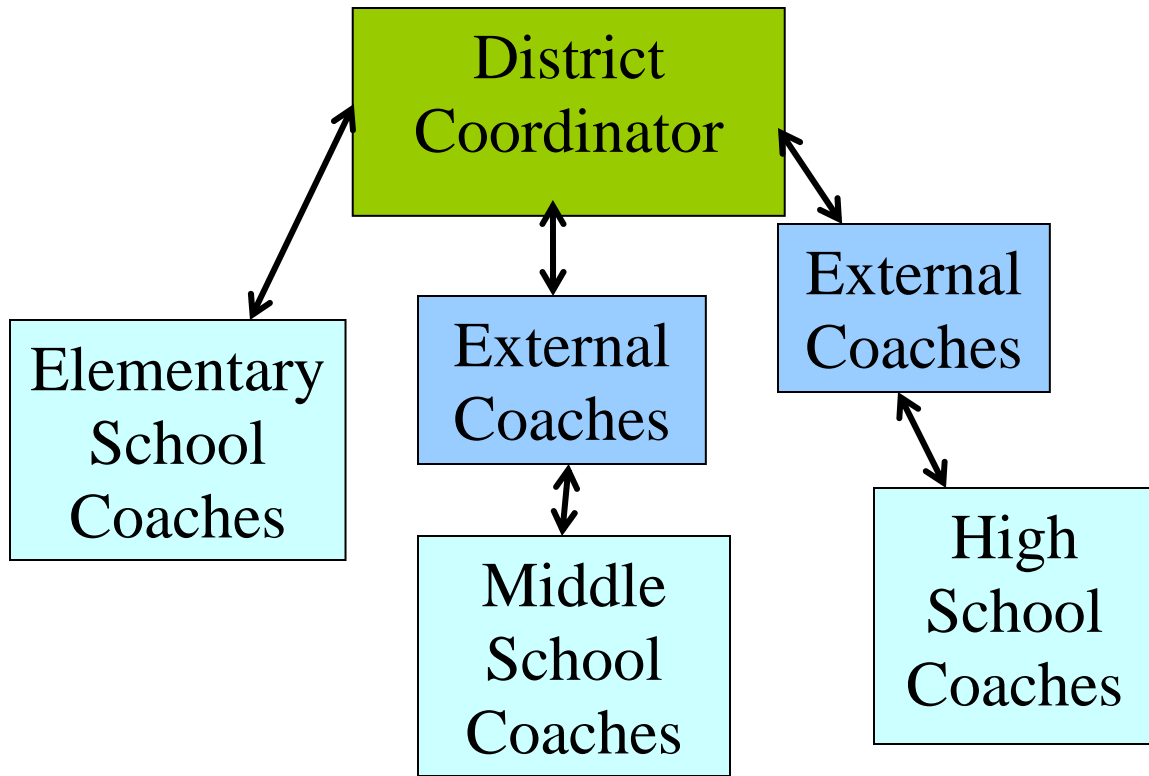 District
Coordinator
External
Coaches
External
Coaches
Elementary
School
Coaches
Middle
School
Coaches
High
School
Coaches